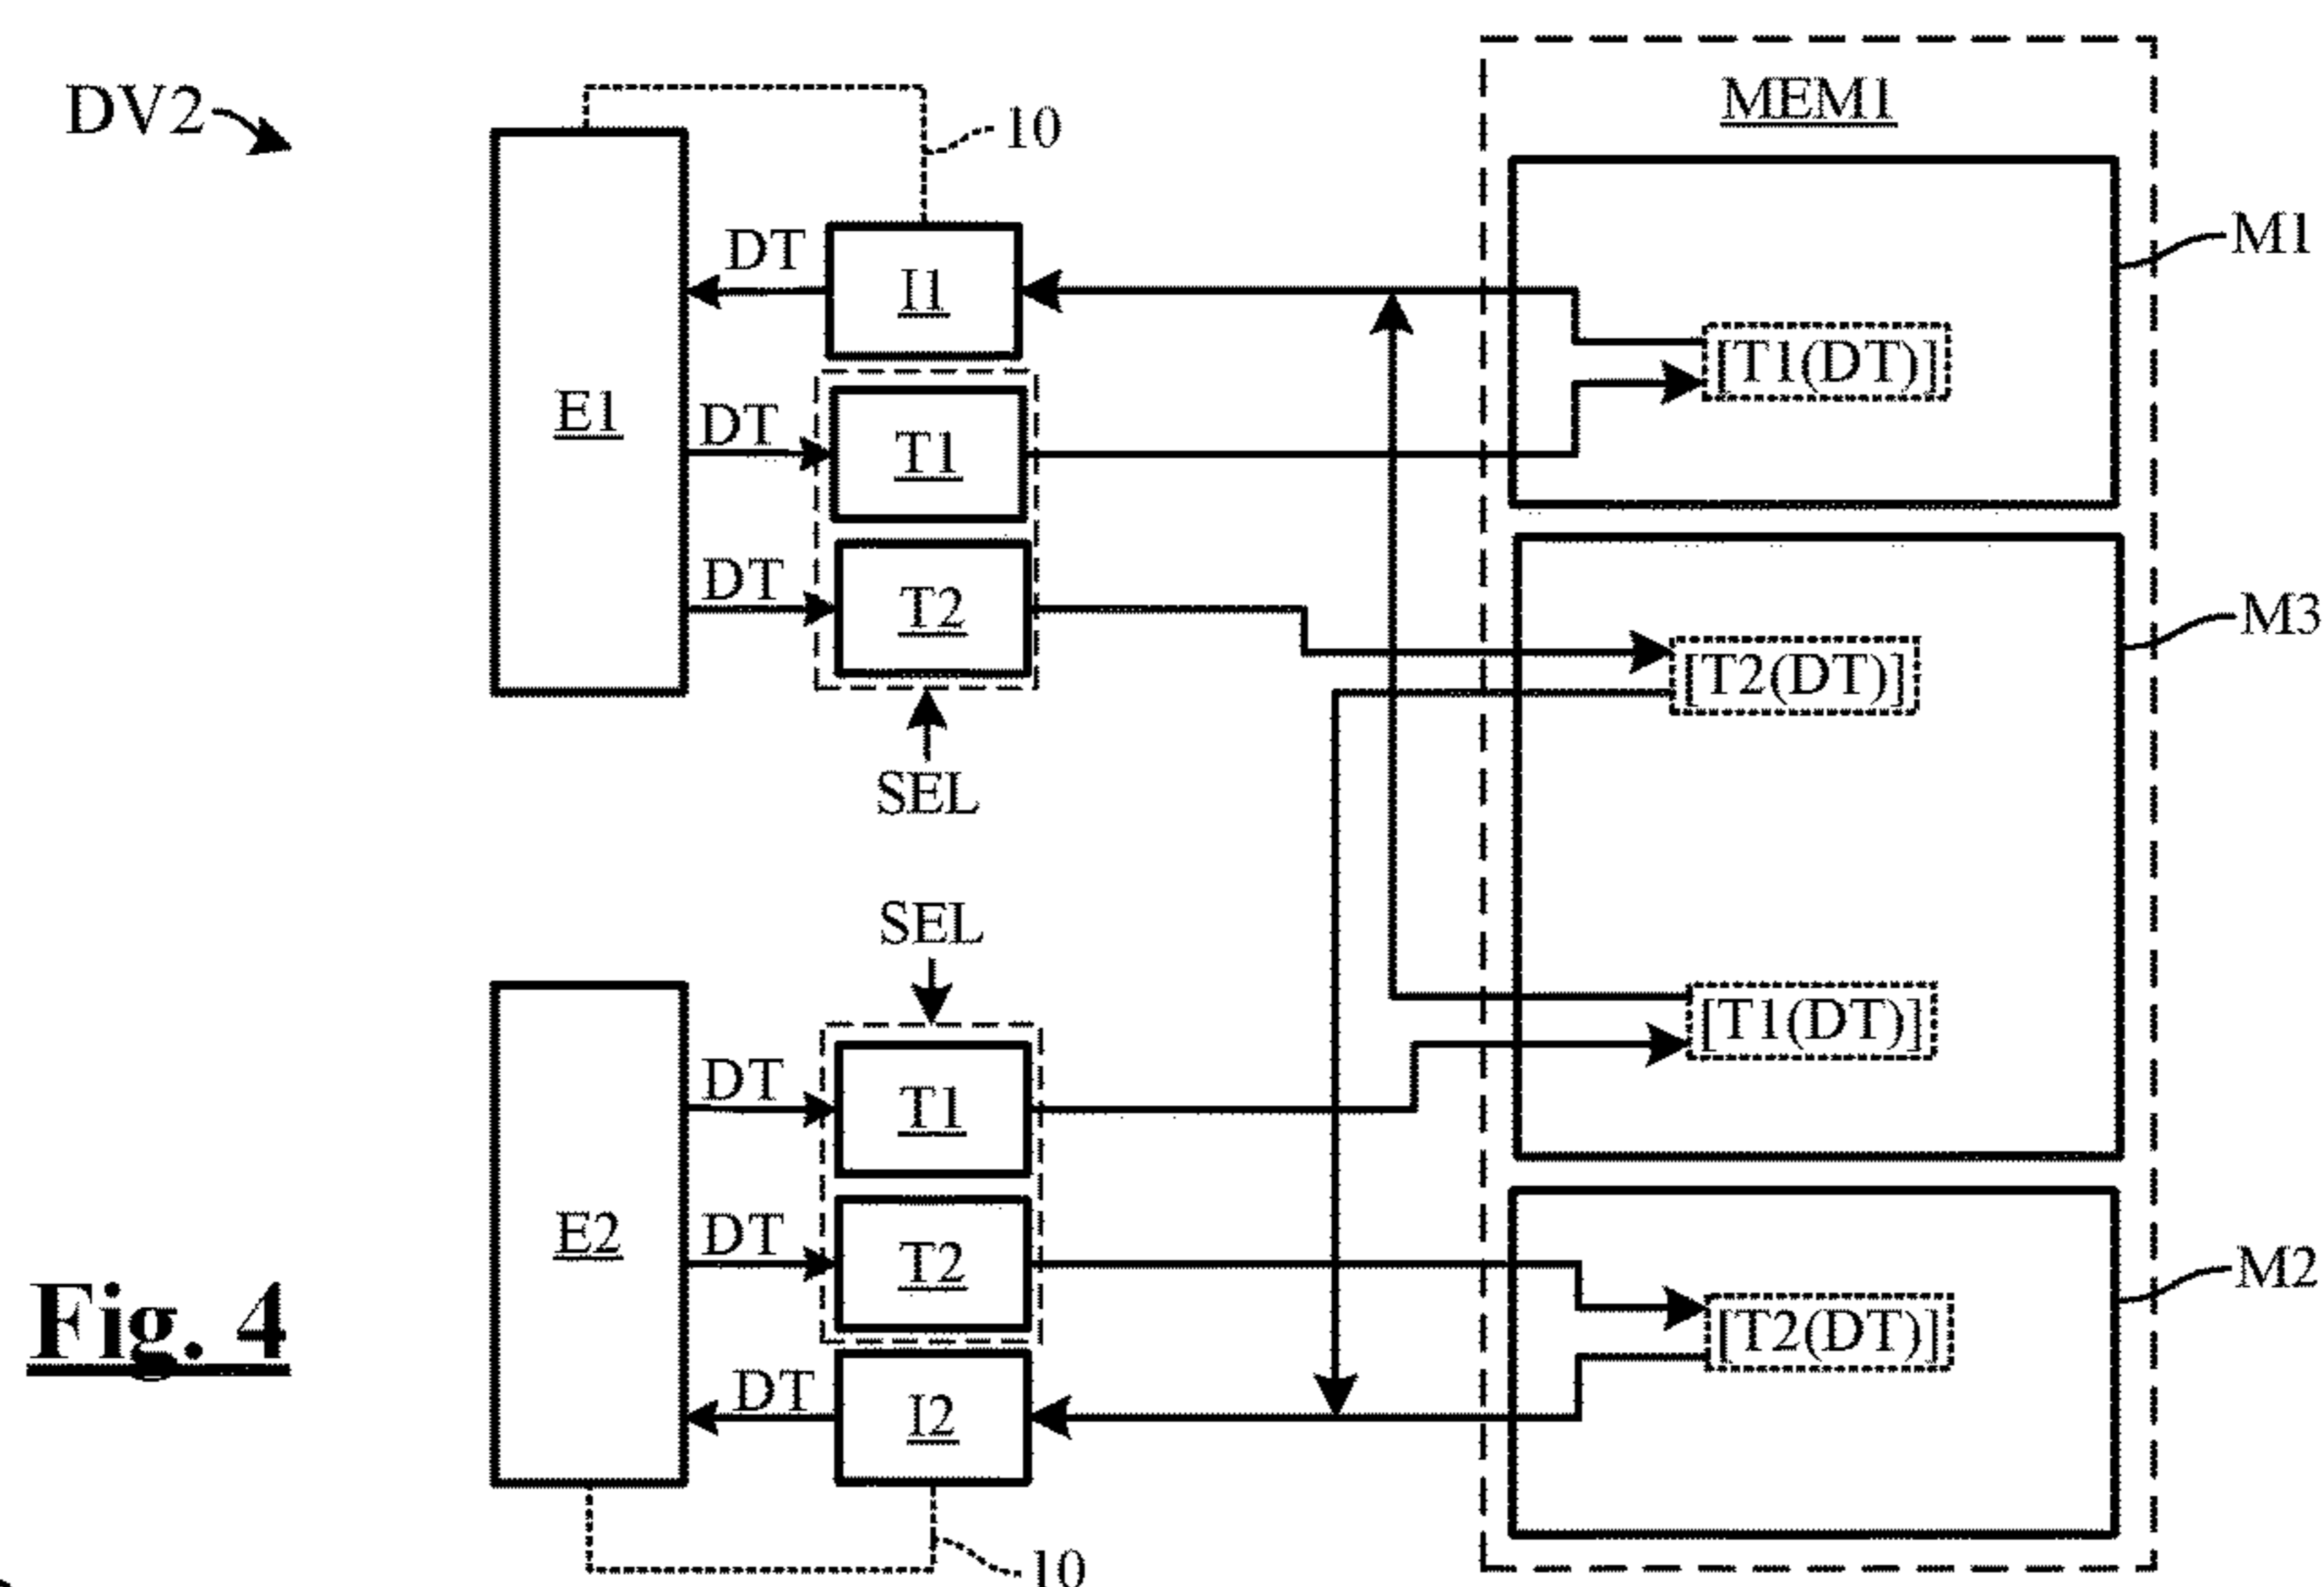 DV2
MEM1
10
M1
DT
I1
[T1(DT)]
E1
DT
T1
DT
T2
M3
[T2(DT)]
SEL
SEL
[T1(DT)]
DT
T1
E2
DT
T2
M2
[T2(DT)]
Fig. 4
DT
I2
10